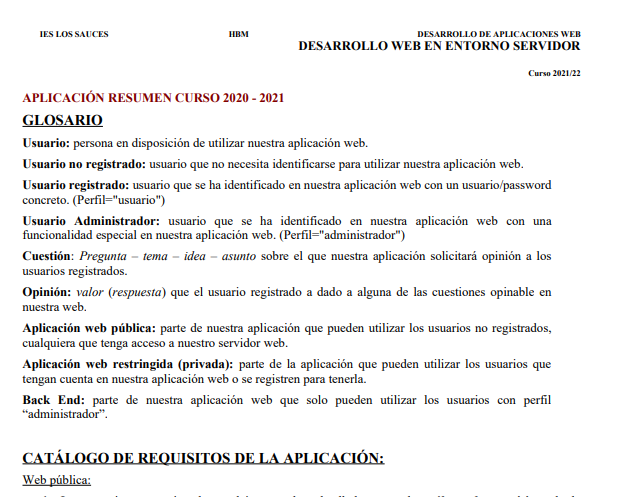 IES LOS SAUCES HBM DESARROLLO DE APLICACIONES WEB
DESARROLLO WEB EN ENTORNO SERVIDOR
Curso 2021/22
APLICACIÓN RESUMEN CURSO 2020 - 2021
GLOSARIO
Usuario: persona en disposición de utilizar nuestra aplicación web.
Usuario no registrado: usuario que no necesita identificarse para utilizar nuestra aplicación web.
Usuario registrado: usuario que se ha identificado en nuestra aplicación web con un usuario/password
concreto. (Perfil="usuario")
Usuario Administrador: usuario que se ha identificado en nuestra aplicación web con una
funcionalidad especial en nuestra aplicación web. (Perfil="administrador")
Cuestión: Pregunta – tema – idea – asunto sobre el que nuestra aplicación solicitará opinión a los
usuarios registrados.
Opinión: valor (respuesta) que el usuario registrado a dado a alguna de las cuestiones opinable en
nuestra web.
Aplicación web pública: parte de nuestra aplicación que pueden utilizar los usuarios no registrados,
cualquiera que tenga acceso a nuestro servidor web.
Aplicación web restringida (privada): parte de la aplicación que pueden utilizar los usuarios que
tengan cuenta en nuestra aplicación web o se registren para tenerla.
Back End: parte de nuestra aplicación web que solo pueden utilizar los usuarios con perfil
“administrador”.
CATÁLOGO DE REQUISITOS DE LA APLICACIÓN:
Web pública: